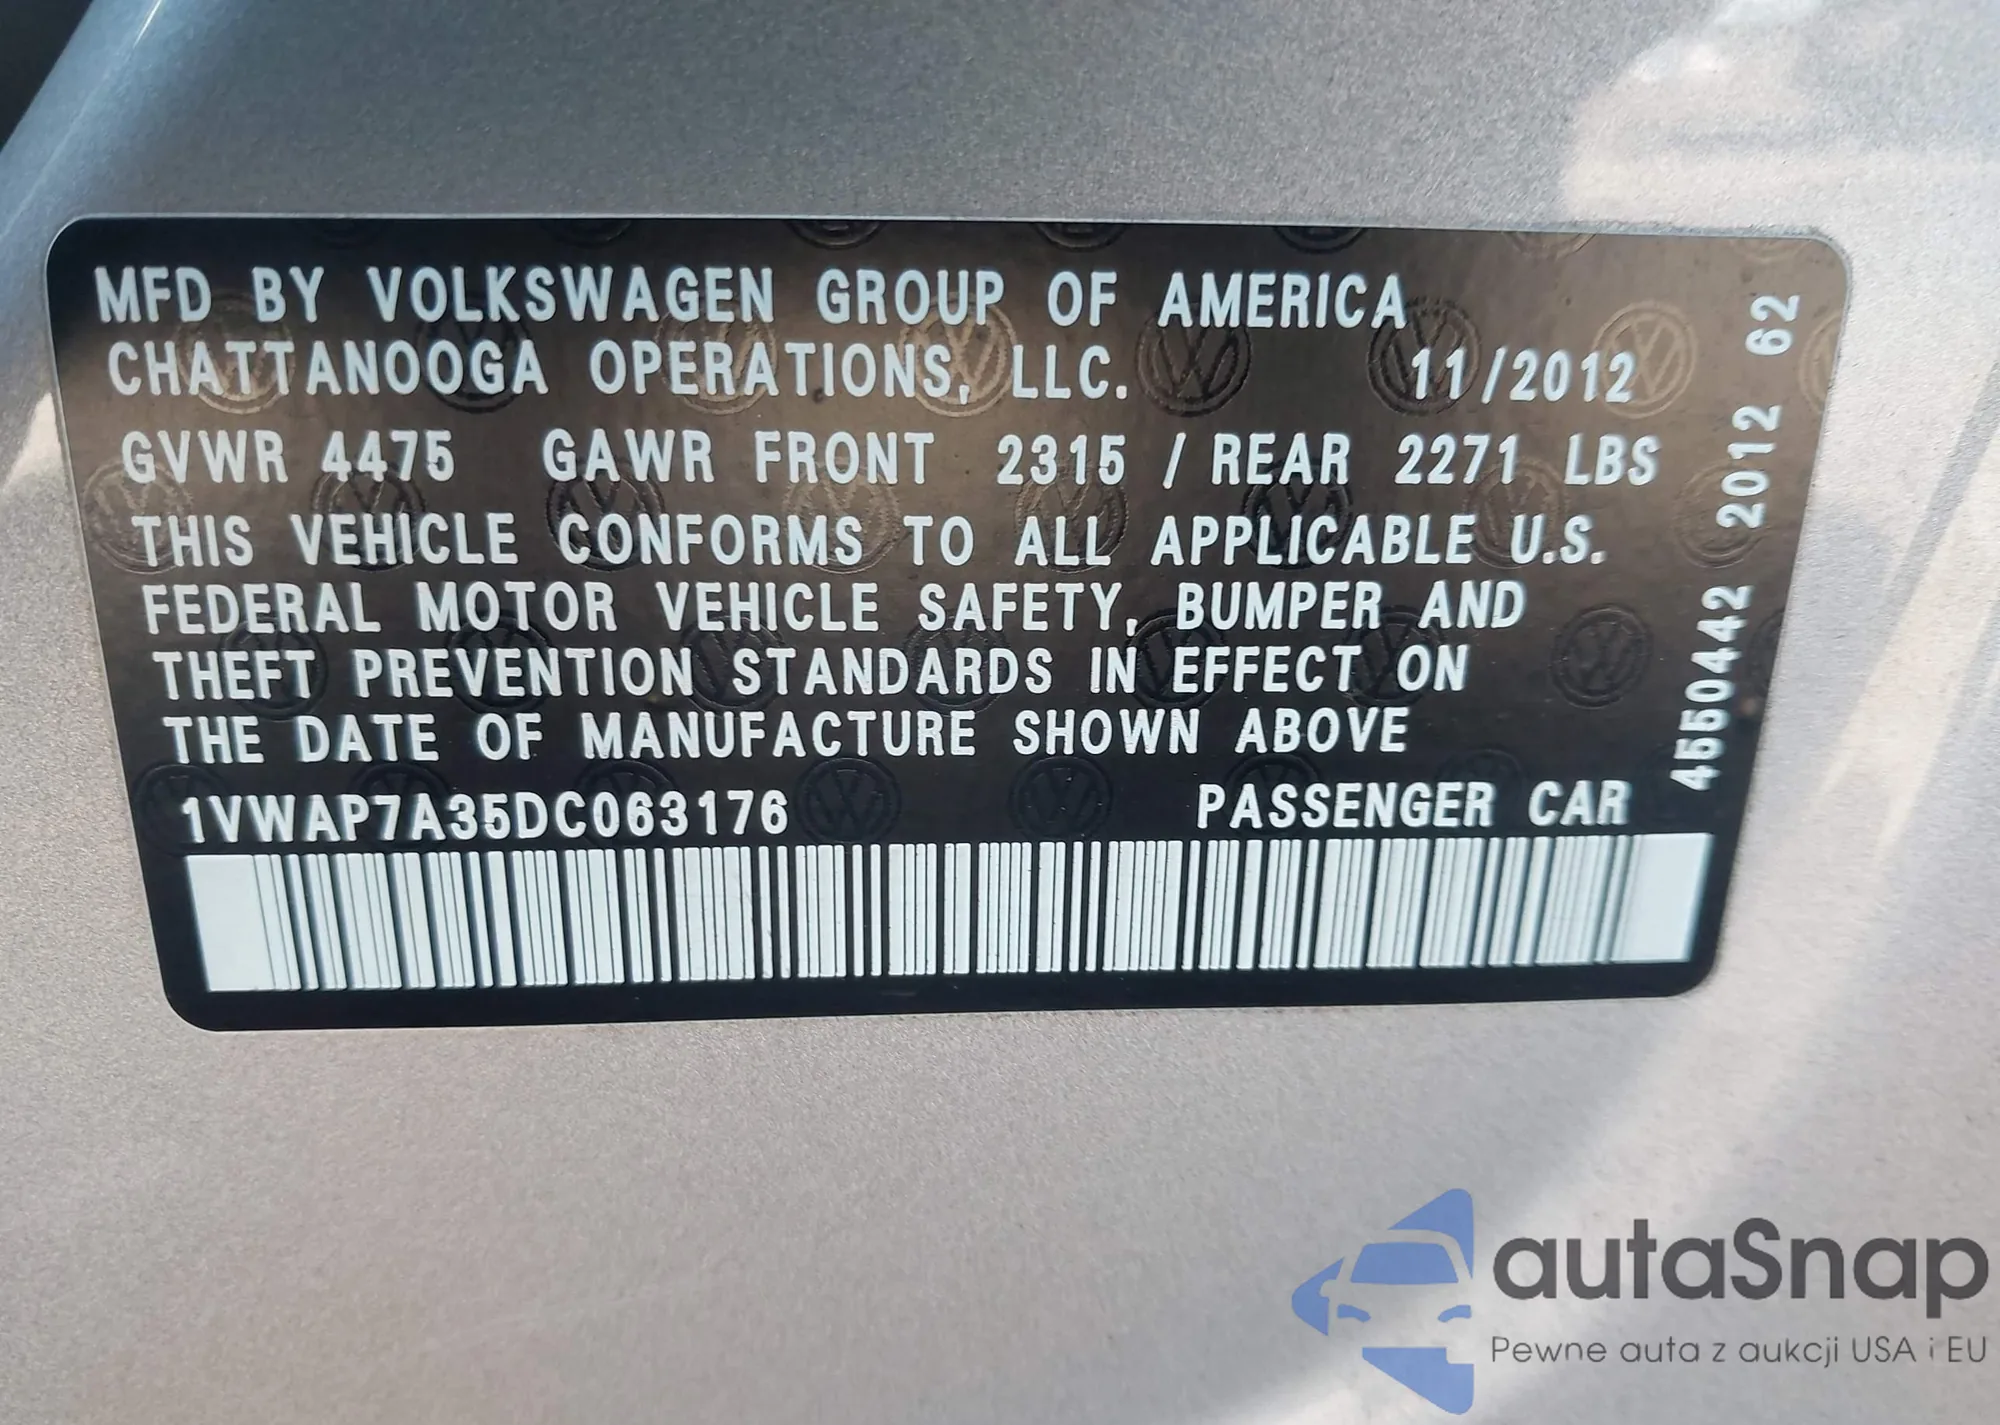 MFD BY VOLKSWAGEN GROUP OF AMERICA
CHATTANOOGA OPERATIONS, LLC. 11/2012
GVWR 4475 GAWR FRONT 2315 / REAR 2271 LBS
THIS VEHICLE CONFORMS TO ALL APPLICABLE U.S.
FEDERAL MOTOR VEHICLE SAFETY, BUMPER AND
THEFT PREVENTION STANDARDS IN EFFECT ON
THE DATE OF MANUFACTURE SHOWN ABOVE
1VWAP7A35DC063176 PASSENGER CAR
4550442 2012 62
autaSnap
Pewne auta z aukcji USA i EU